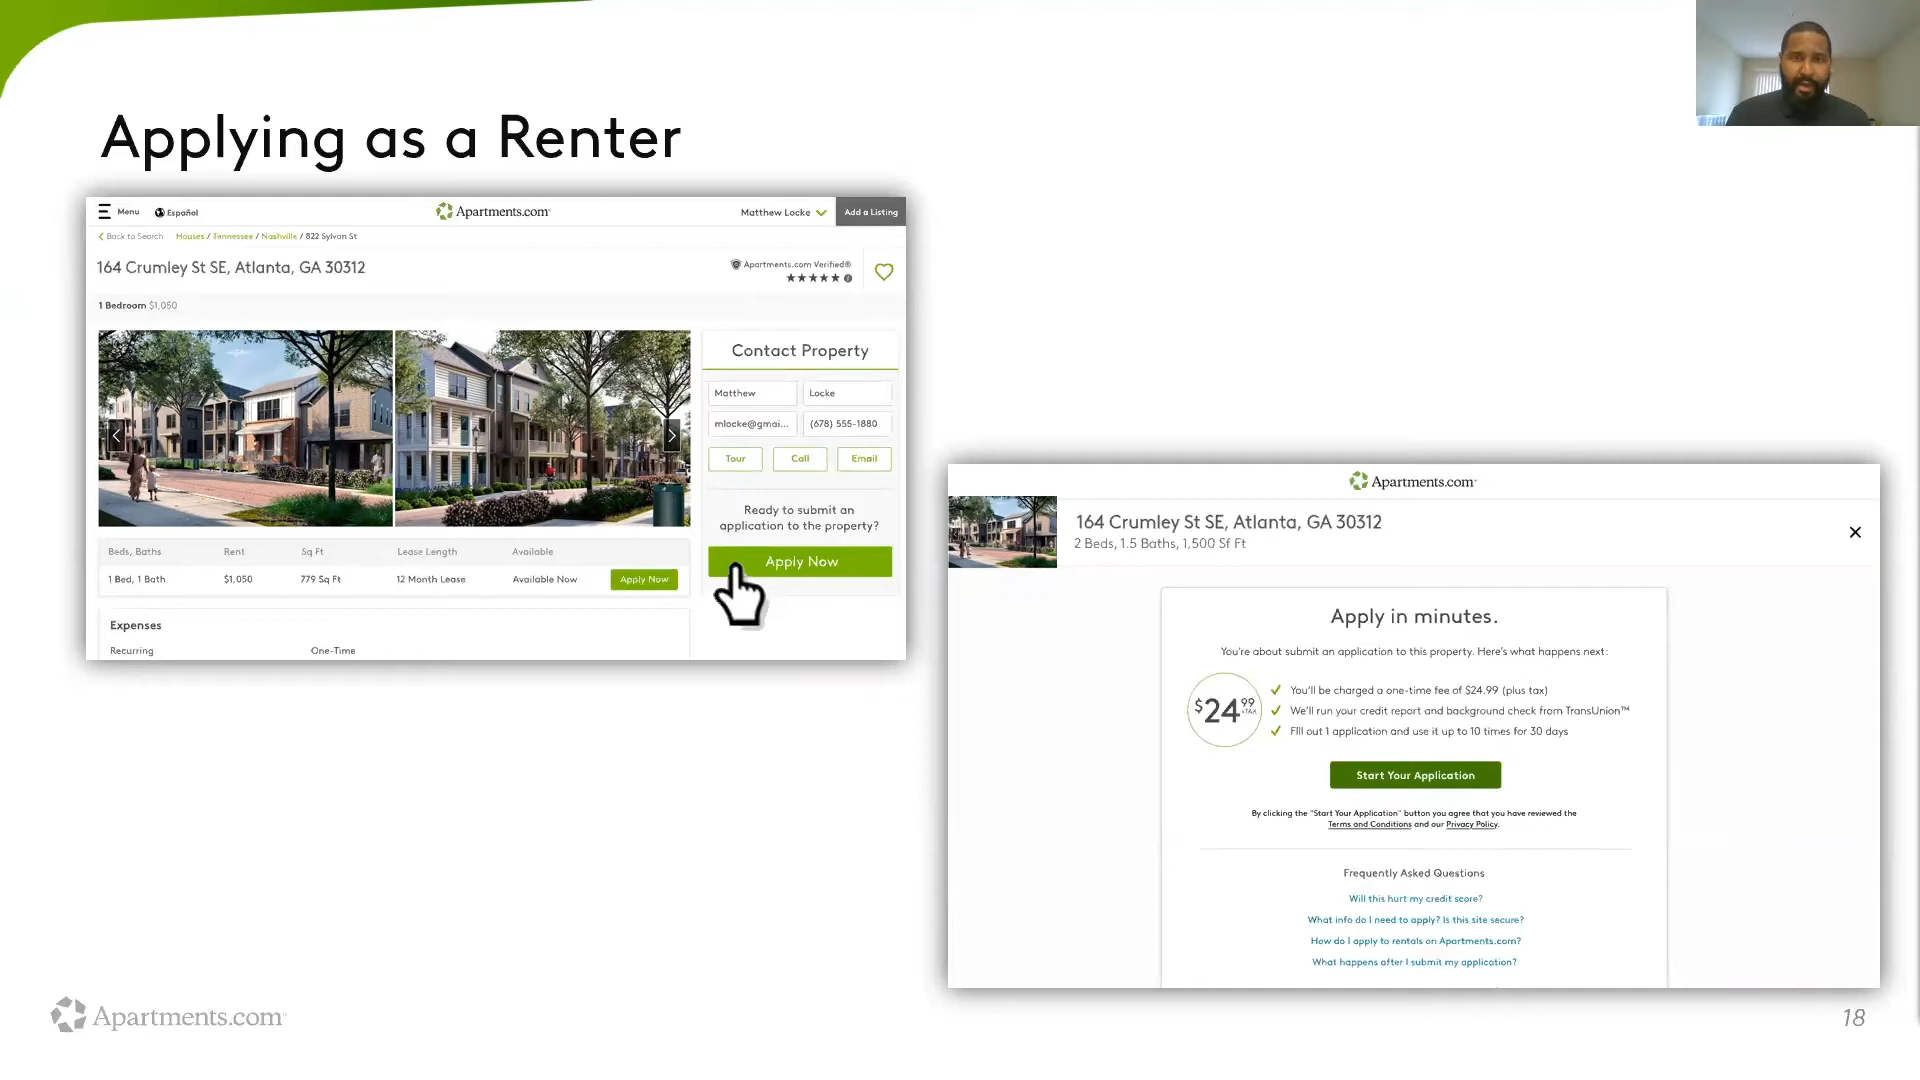 Applying as a Renter
Menu
Español
Apartments.com™
Matthew Locke
Add a Listing
Back to Search
Houses / Tennessee / Nashville / 822 Sylvan St
164 Crumley St SE, Atlanta, GA 30312
Apartments.com Verified®
★★★★★
1 Bedroom $1,050
Contact Property
Matthew
Locke
mlocke@gmai...
(678) 555-1880
Tour
Call
Email
Ready to submit an
application to the property?
Apply Now
Beds, Baths Rent Sq Ft Lease Length Available
1 Bed, 1 Bath $1,050 779 Sq Ft 12 Month Lease Available Now Apply Now
Expenses
Recurring One-Time
Apartments.com™
164 Crumley St SE, Atlanta, GA 30312
2 Beds, 1.5 Baths, 1,500 Sf Ft
Apply in minutes.
You're about submit an application to this property. Here's what happens next:
$24.99 +TAX
You'll be charged a one-time fee of $24.99 (plus tax)
We'll run your credit report and background check from TransUnion™
FIll out 1 application and use it up to 10 times for 30 days
Start Your Application
By clicking the "Start Your Application" button you agree that you have reviewed the
Terms and Conditions and our Privacy Policy.
Frequently Asked Questions
Will this hurt my credit score?
What info do I need to apply? Is this site secure?
How do I apply to rentals on Apartments.com?
What happens after I submit my application?
Apartments.com™
18